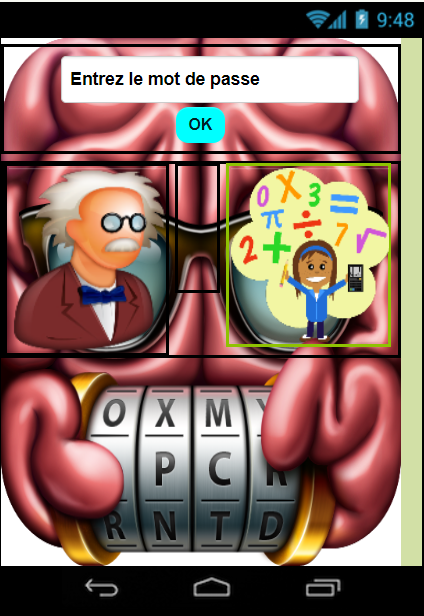 9:48
Entrez le mot de passe
OK
O X M Y
P C R
R N T D
0 X 3
π ÷ =
2 + 7 √